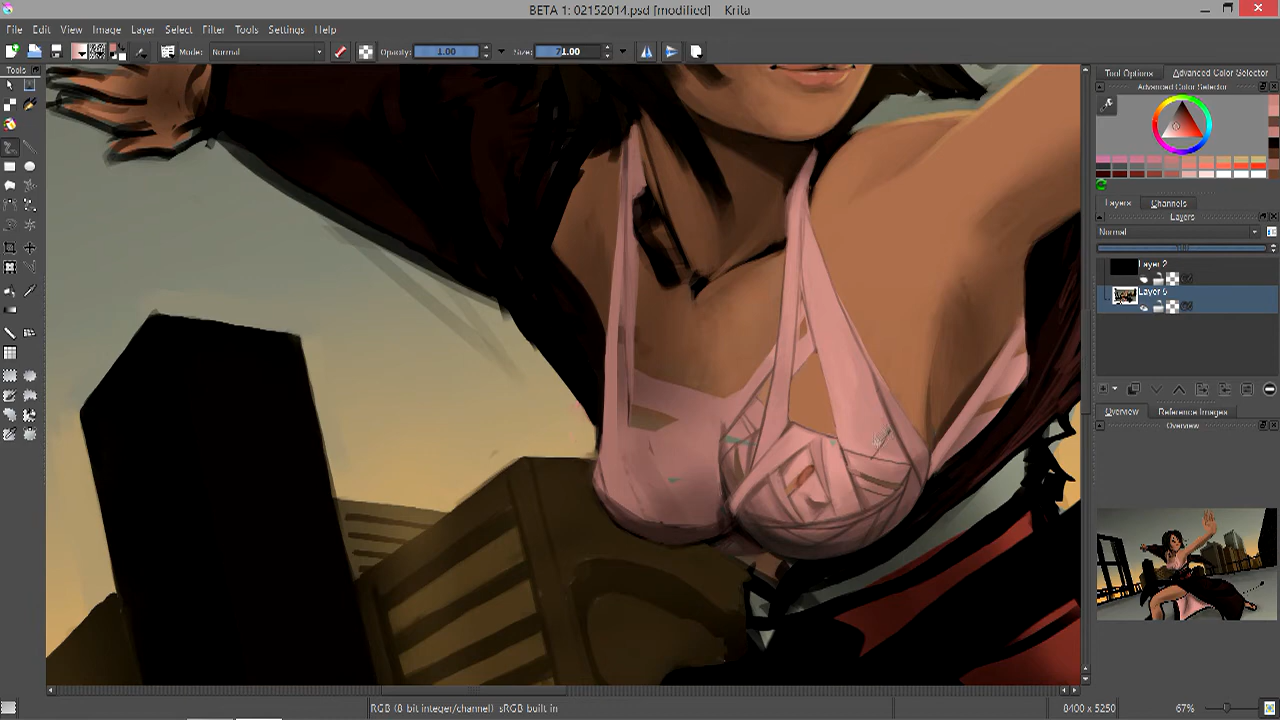 BETA 1: 02152014.psd [modified] Krita
File Edit View Image Layer Select Filter Tools Settings Help
Mode: Normal Opacity: 1.00 Size: 71.00
Tools
Tool Options Advanced Color Selector
Advanced Color Selector
Layers Channels
Layers
Normal
Layer 2
Layer 6
Overview Reference Images
Overview
RGB (8 bit integer/channel) sRGB built in 8400 x 5250 67%